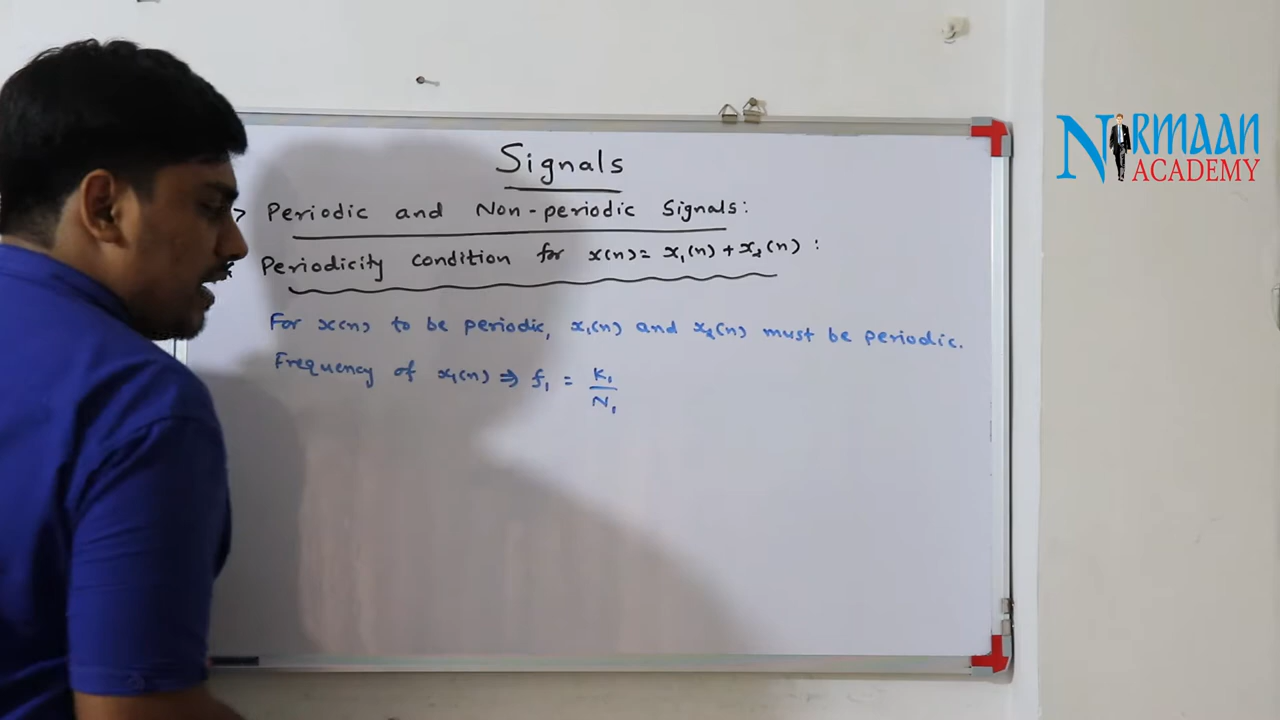 Signals
> Periodic and Non-periodic Signals:
* Periodicity condition for x(n) = x₁(n) + x₂(n) :
For x(n) to be periodic, x₁(n) and x₂(n) must be periodic.
Frequency of x₁(n) ⇒ f₁ = K₁/N₁
NIRMAAN
ACADEMY